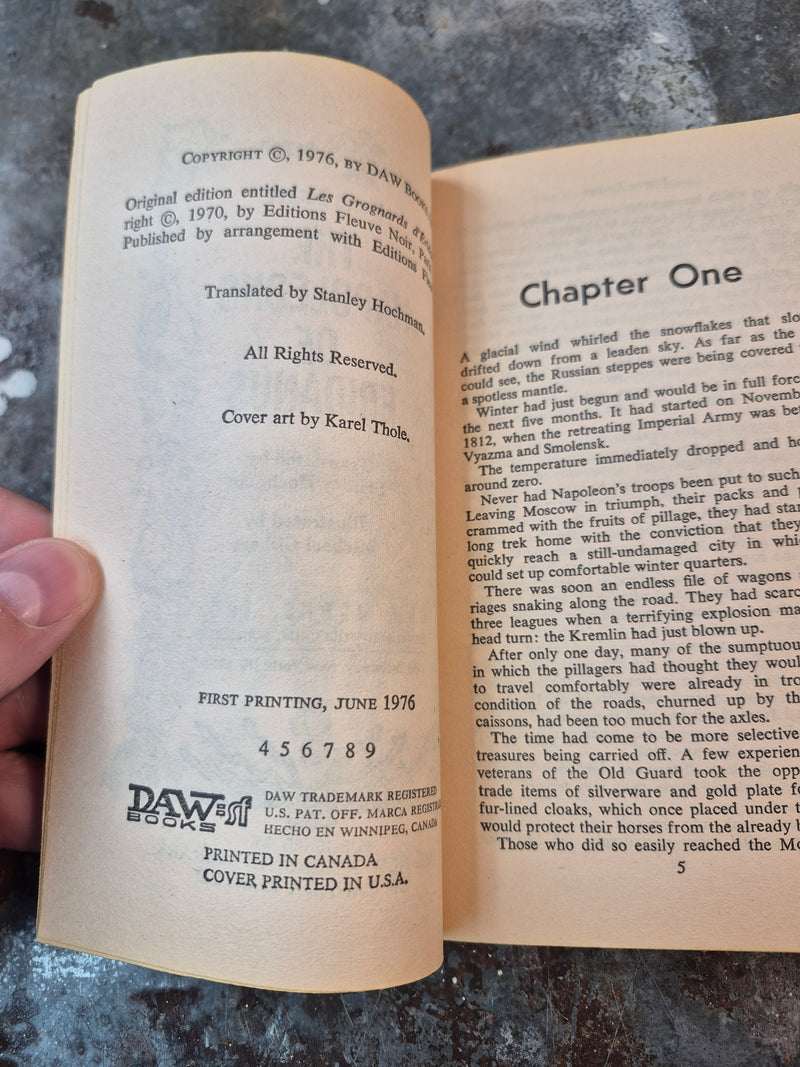 COPYRIGHT ©, 1976, BY DAW BOOKS,
Original edition entitled Les Grognards
right ©, 1970, by Editions Fleuve Noir,
Published by arrangement with Editions
Translated by Stanley Hochman.
All Rights Reserved.
Cover art by Karel Thole.
FIRST PRINTING, JUNE 1976
4 5 6 7 8 9
DAW sf
BOOKS
DAW TRADEMARK REGISTERED
U.S. PAT. OFF. MARCA
HECHO EN WINNIPEG, CANADA
PRINTED IN CANADA
COVER PRINTED IN U.S.A.
Chapter One
A glacial wind whirled the snowflakes that
drifted down from a leaden sky. As far as the
could see, the Russian steppes were being covered
a spotless mantle.
Winter had just begun and would be in full
the next five months. It had started on
1812, when the retreating Imperial Army was
Vyazma and Smolensk.
The temperature immediately dropped and
around zero.
Never had Napoleon's troops been put to such
Leaving Moscow in triumph, their packs and
crammed with the fruits of pillage, they had
long trek home with the conviction that they
quickly reach a still-undamaged city in
could set up comfortable winter quarters.
There was soon an endless file of wagons
riages snaking along the road. They had
three leagues when a terrifying explosion
head turn: the Kremlin had just blown up.
After only one day, many of the
in which the pillagers had thought they
to travel comfortably were already in
condition of the roads, churned up by
caissons, had been too much for the axles.
The time had come to be more selective
treasures being carried off. A few
veterans of the Old Guard took the
trade items of silverware and gold plate
fur-lined cloaks, which once placed under
would protect their horses from the already
Those who did so easily reached the
5